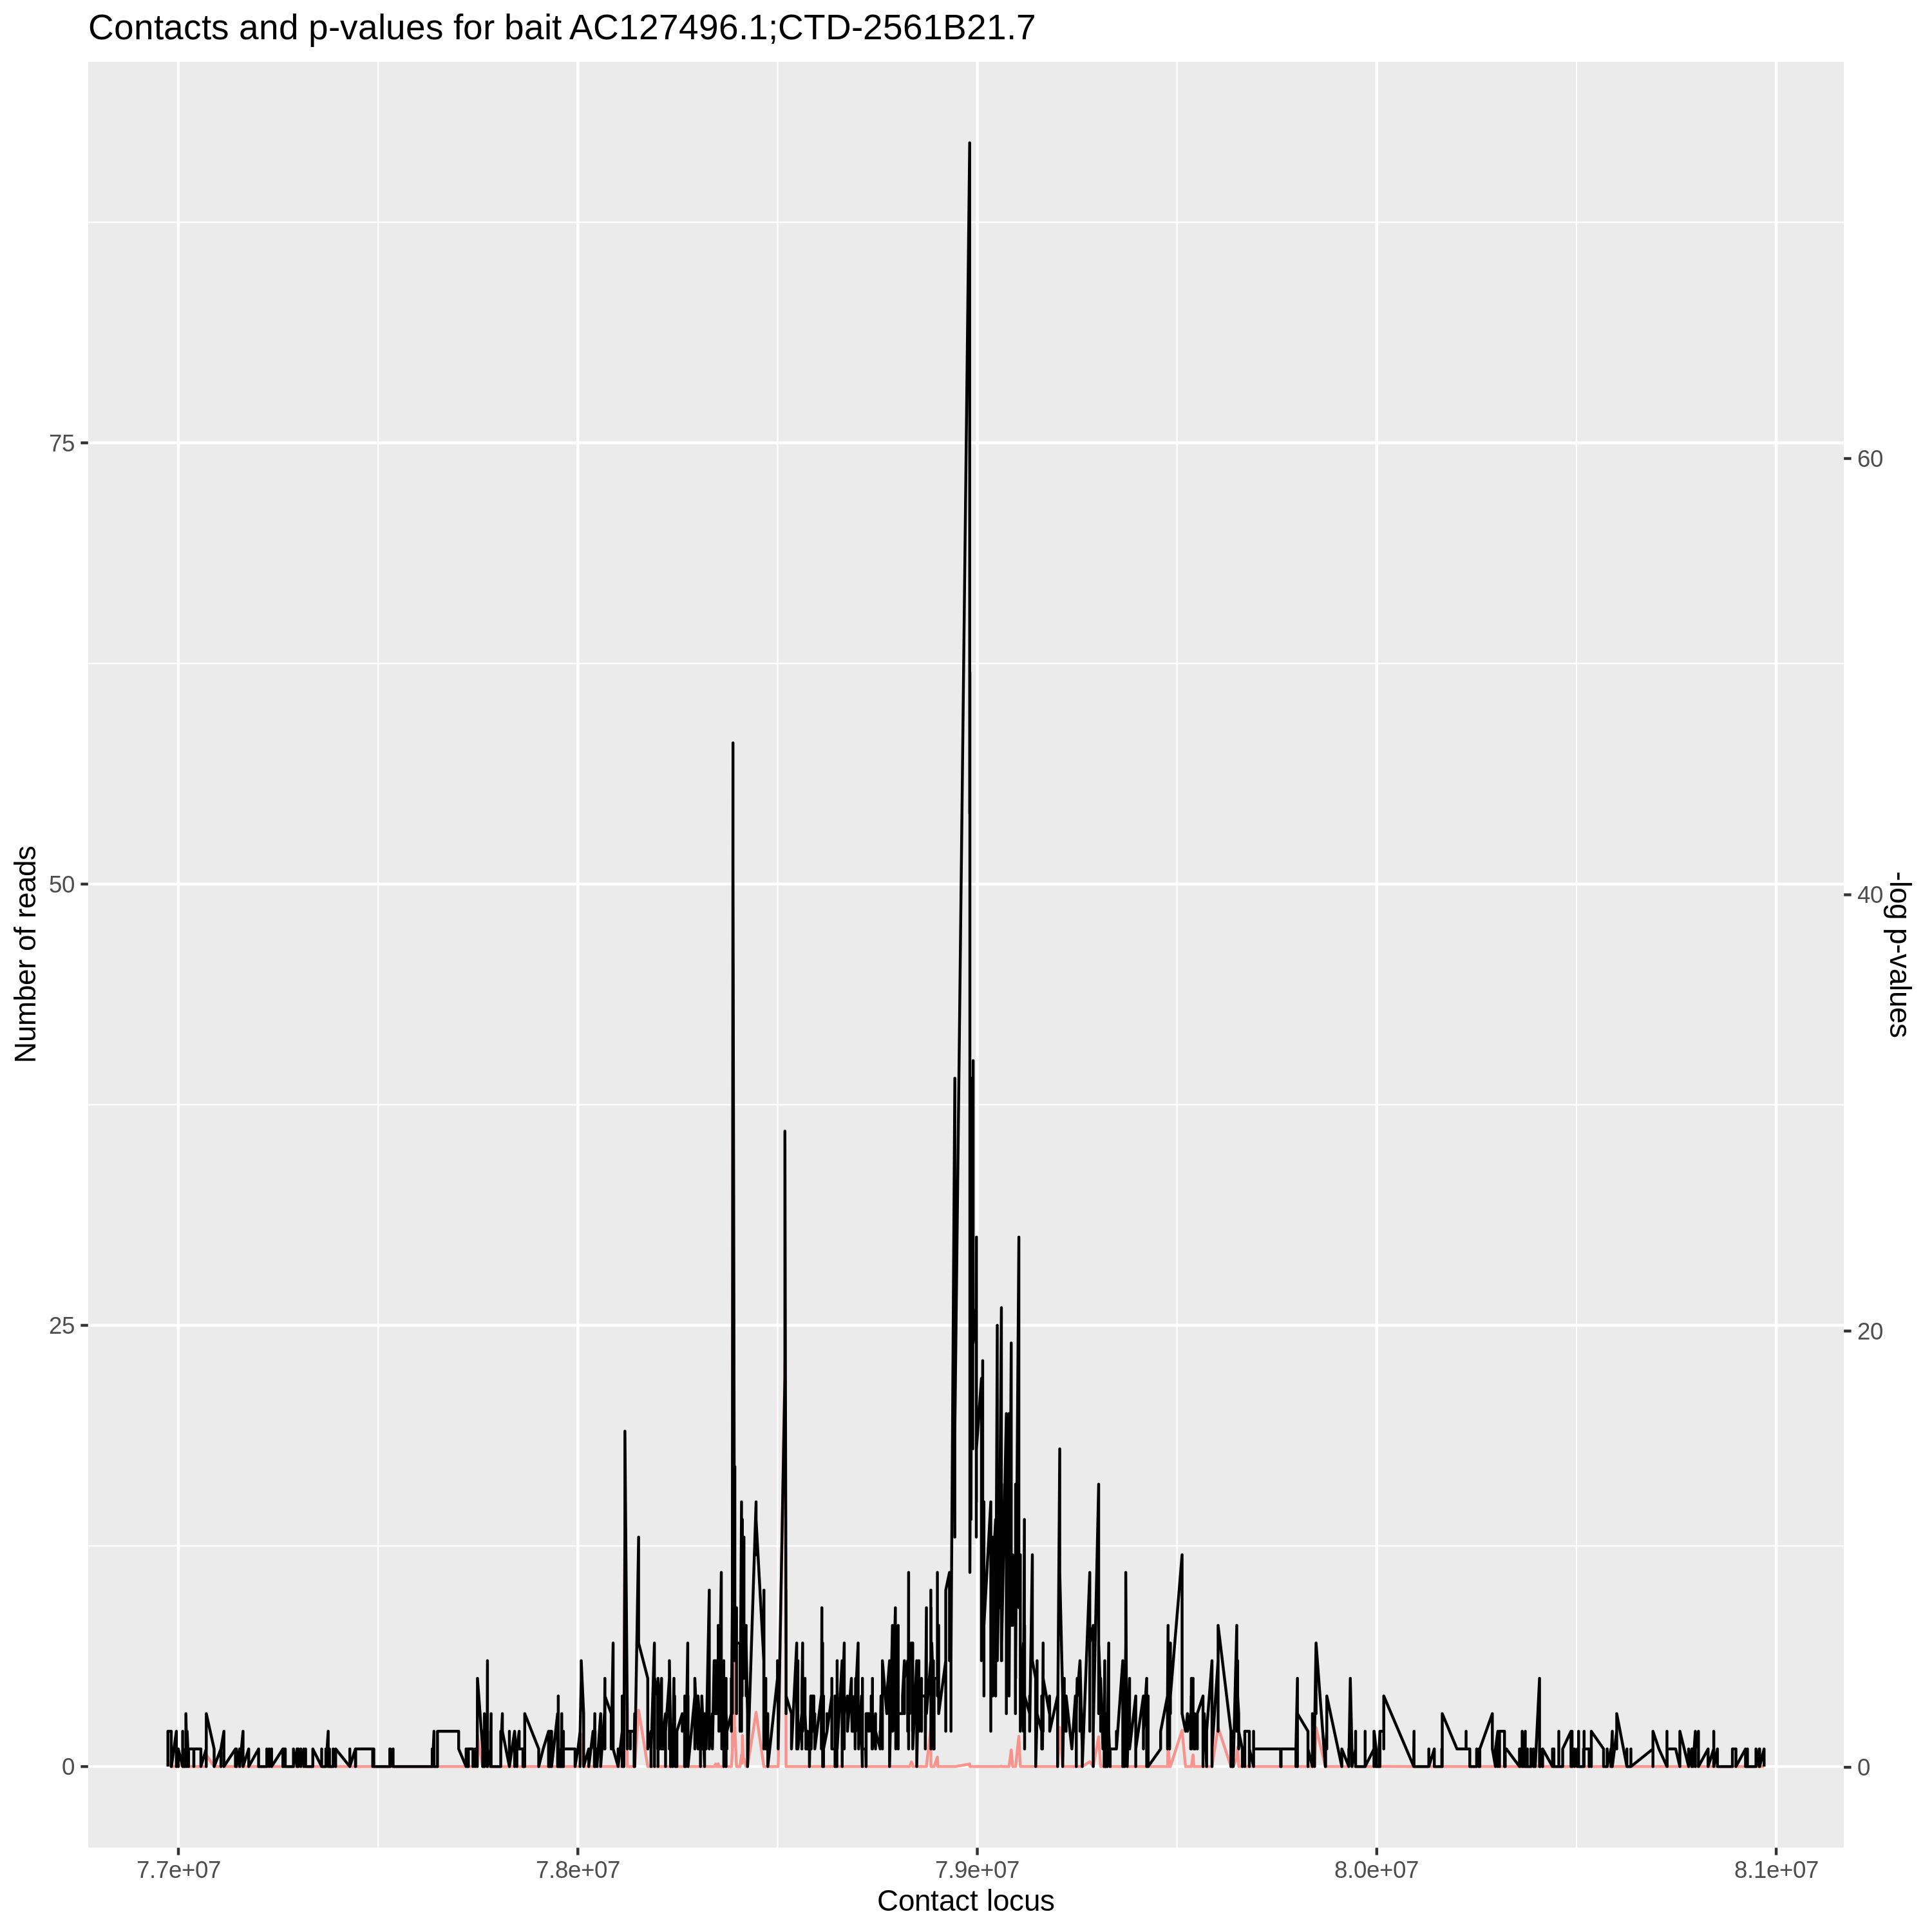 Contacts and p-values for bait AC127496.1;CTD-2561B21.7
Number of reads
75
50
25
0
60
40
20
0
-log p-values
7.7e+07
7.8e+07
7.9e+07
8.0e+07
8.1e+07
Contact locus